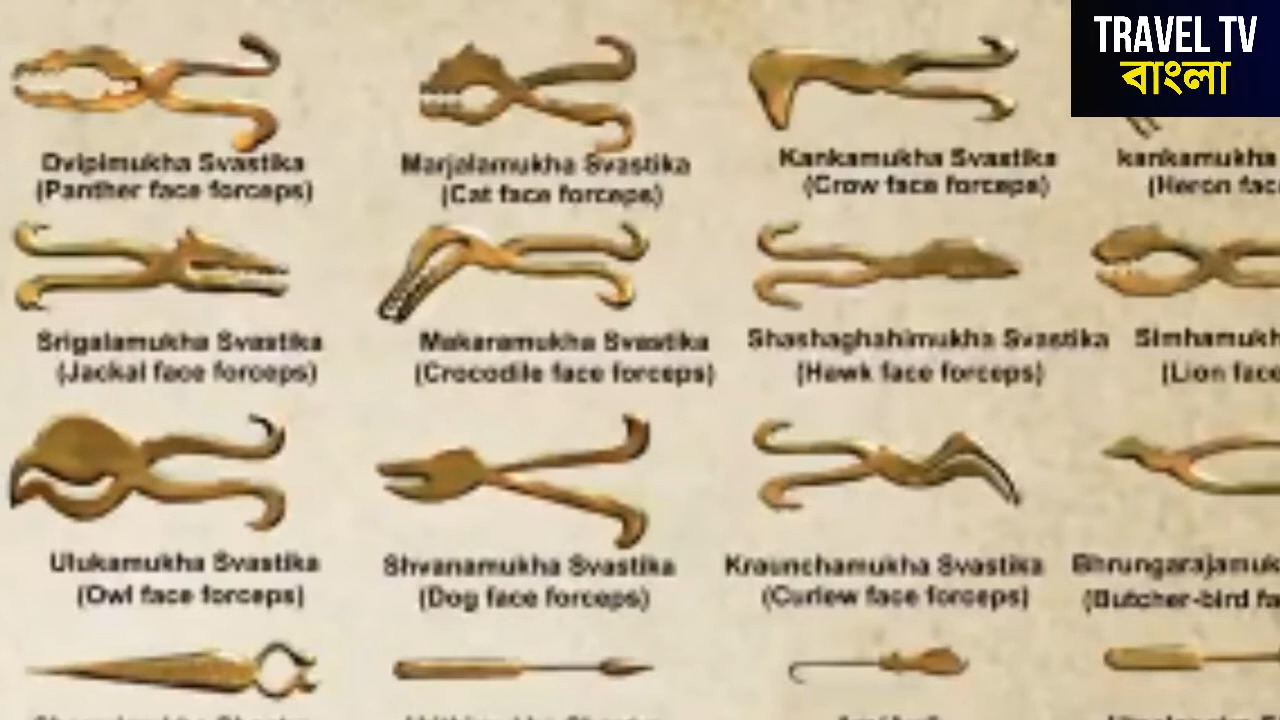 TRAVEL TV
বাংলা
Dvipimukha Svastika
(Panther face forceps)
Marjalamukha Svastika
(Cat face forceps)
Kankamukha Svastika
(Crow face forceps)
kankamukha
(Heron
Srigalamukha Svastika
(Jackal face forceps)
Makaramukha Svastika
(Crocodile face forceps)
Shashaghahimukha Svastika
(Hawk face forceps)
(Lion face
Ulukamukha Svastika
(Owl face forceps)
Shvanamukha Svastika
(Dog face forceps)
Kraunchamukha Svastika
(Curlew face forceps)
(Butcher-bird